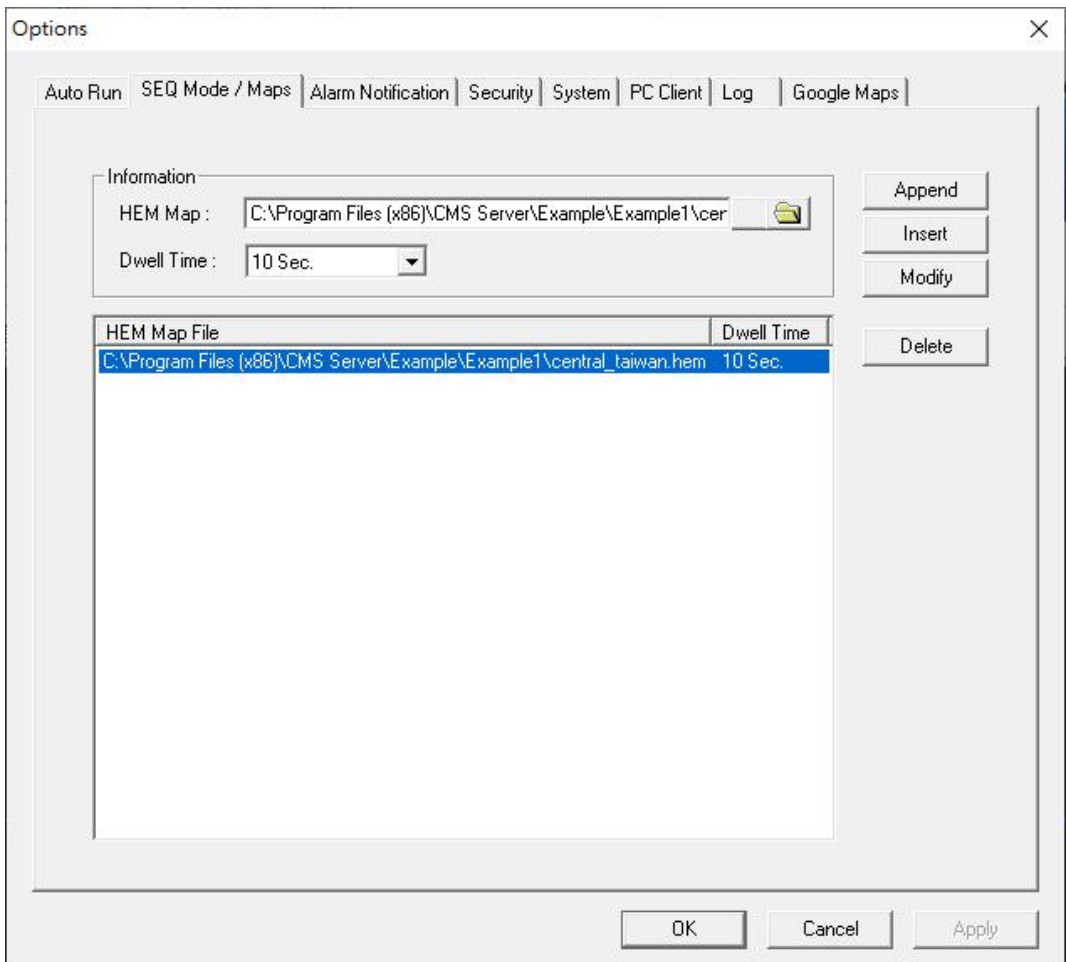 Options
Auto Run SEQ Mode / Maps Alarm Notification Security System PC Client Log Google Maps
Information
HEM Map : C:\Program Files (x86)\CMS Server\Example\Example1\cer
Dwell Time : 10 Sec.
Append
Insert
Modify
Delete
HEM Map File Dwell Time
C:\Program Files (x86)\CMS Server\Example\Example1\central_taiwan.hem 10 Sec.
OK Cancel Apply